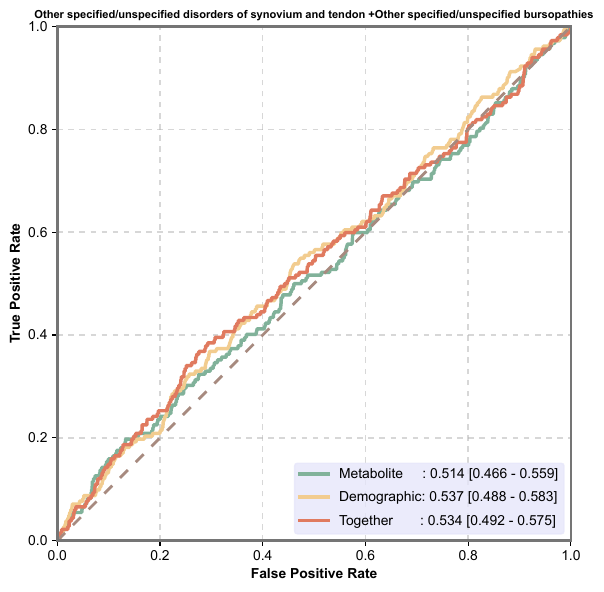 Other specified/unspecified disorders of synovium and tendon +Other specified/unspecified bursopathies
1.0
0.8
0.6
0.4
0.2
0.0
True Positive Rate
Metabolite : 0.514 [0.466 - 0.559]
Demographic: 0.537 [0.488 - 0.583]
Together : 0.534 [0.492 - 0.575]
0.0 0.2 0.4 0.6 0.8 1.0
False Positive Rate